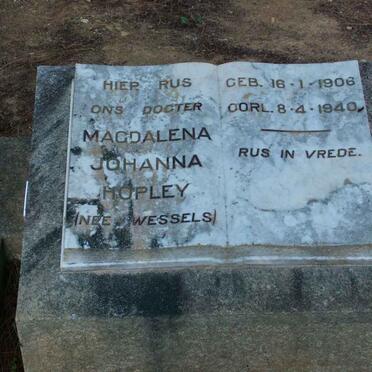 HIER RUS
ONS DOGTER
MAGDALENA
JOHANNA
HOPLEY
(NEE WESSELS)
GEB. 16·1·1906
OORL. 8·4·1940
RUS IN VREDE.